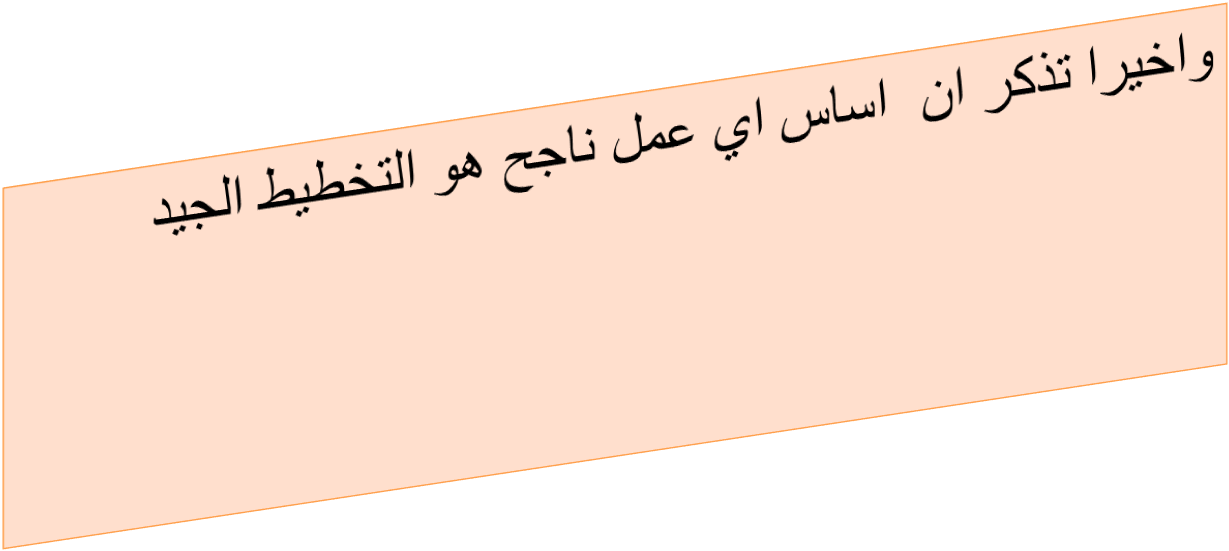 واخيرا تذكر ان اساس اي عمل ناجح هو التخطيط الجيد